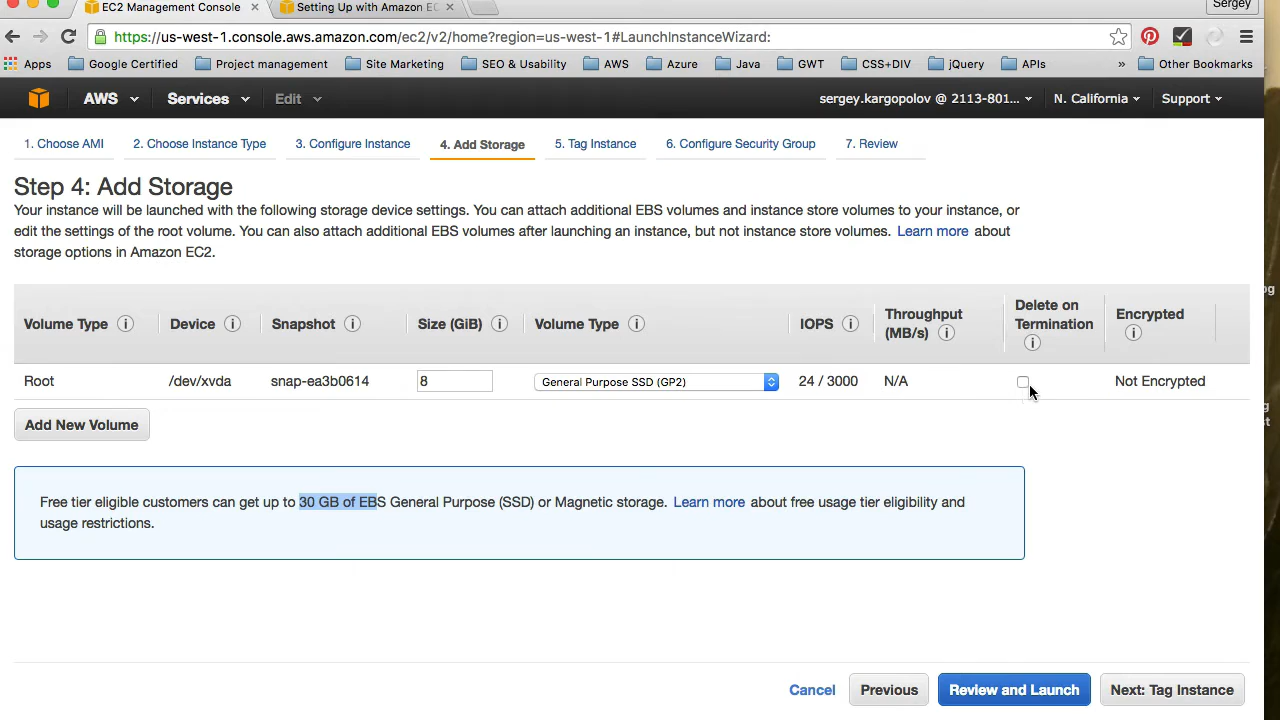 EC2 Management Console
Setting Up with Amazon EC
Sergey
https://us-west-1.console.aws.amazon.com/ec2/v2/home?region=us-west-1#LaunchInstanceWizard:
Apps Google Certified Project management Site Marketing SEO & Usability AWS Azure Java GWT CSS+DIV jQuery APIs » Other Bookmarks
AWS Services Edit sergey.kargopolov @ 2113-801... N. California Support
1. Choose AMI 2. Choose Instance Type 3. Configure Instance 4. Add Storage 5. Tag Instance 6. Configure Security Group 7. Review
Step 4: Add Storage
Your instance will be launched with the following storage device settings. You can attach additional EBS volumes and instance store volumes to your instance, or
edit the settings of the root volume. You can also attach additional EBS volumes after launching an instance, but not instance store volumes. Learn more about
storage options in Amazon EC2.
Volume Type i Device i Snapshot i Size (GiB) i Volume Type i IOPS i Throughput (MB/s) i Delete on Termination i Encrypted i
Root /dev/xvda snap-ea3b0614 8 General Purpose SSD (GP2) 24 / 3000 N/A Not Encrypted
Add New Volume
Free tier eligible customers can get up to 30 GB of EBS General Purpose (SSD) or Magnetic storage. Learn more about free usage tier eligibility and
usage restrictions.
Cancel Previous Review and Launch Next: Tag Instance